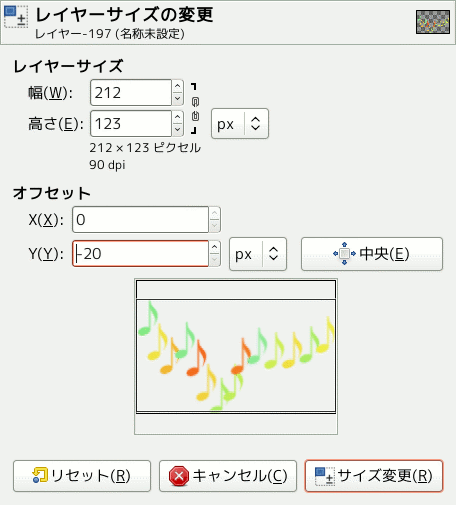 レイヤーサイズの変更
レイヤー-197 (名称未設定)
レイヤーサイズ
幅(W): 212
高さ(E): 123 px
212 × 123 ピクセル
90 dpi
オフセット
X(X): 0
Y(Y): -20 px 中央(E)
リセット(R) キャンセル(C) サイズ変更(R)